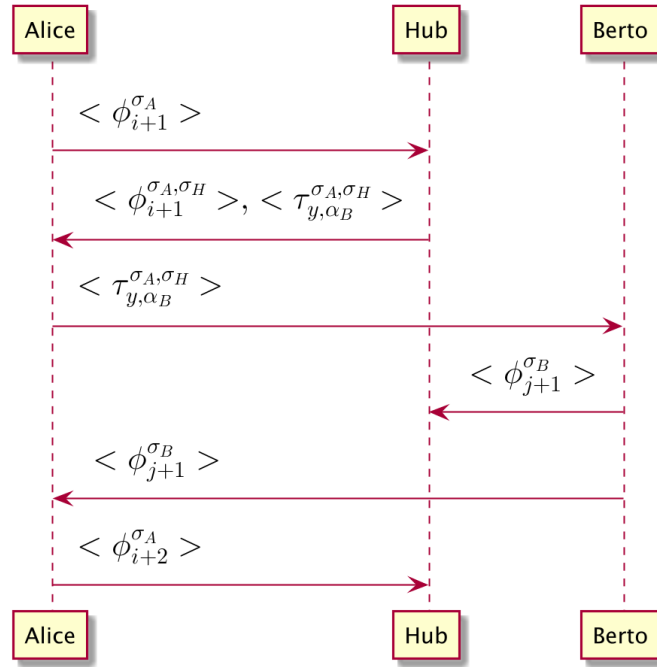 Alice Hub Berto
< ϕ_{i+1}^{σ_A} >
< ϕ_{i+1}^{σ_A,σ_H} >, < τ_{y,α_B}^{σ_A,σ_H} >
< τ_{y,α_B}^{σ_A,σ_H} >
< ϕ_{j+1}^{σ_B} >
< ϕ_{j+1}^{σ_B} >
< ϕ_{i+2}^{σ_A} >
Alice Hub Berto